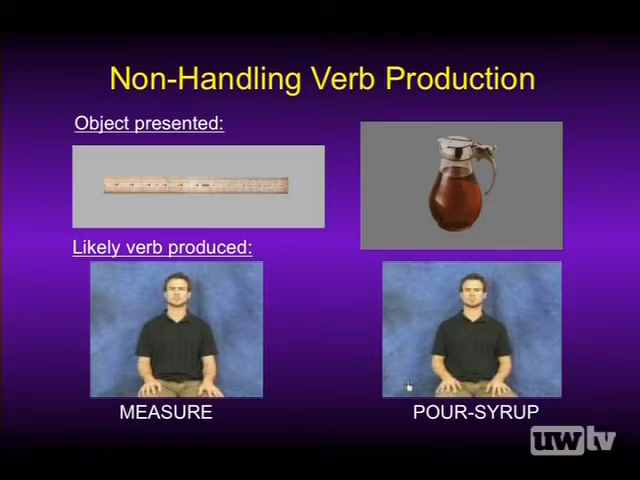 Non-Handling Verb Production
Object presented:
Likely verb produced:
MEASURE
POUR-SYRUP
uwtv